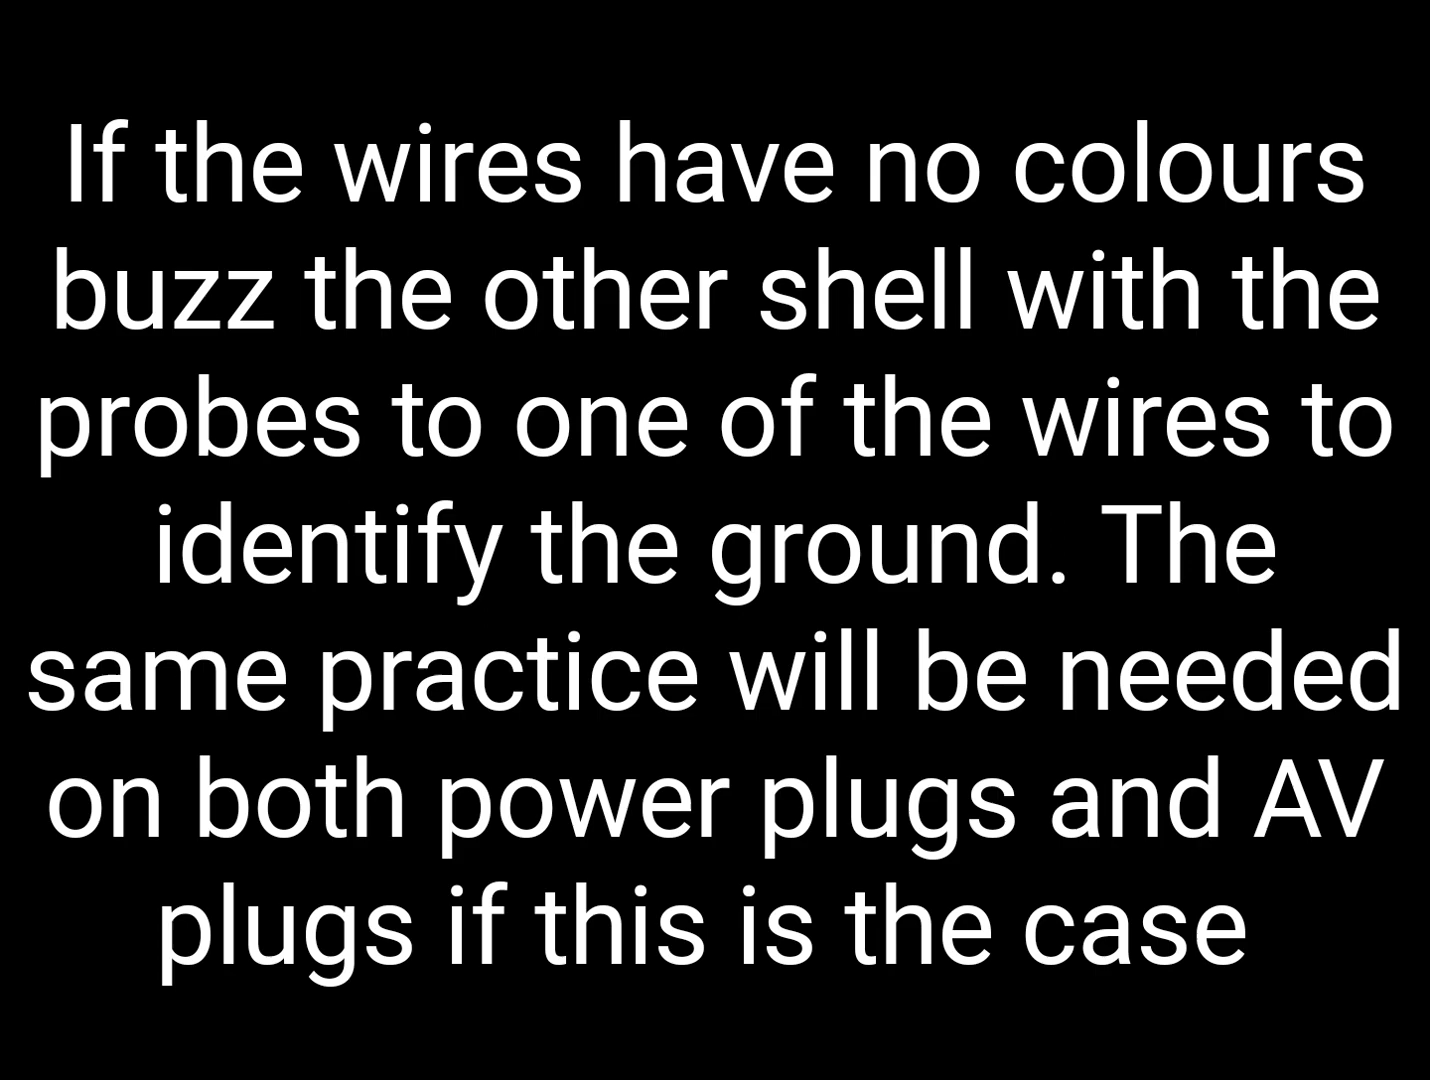 If the wires have no colours
buzz the other shell with the
probes to one of the wires to
identify the ground. The
same practice will be needed
on both power plugs and AV
plugs if this is the case